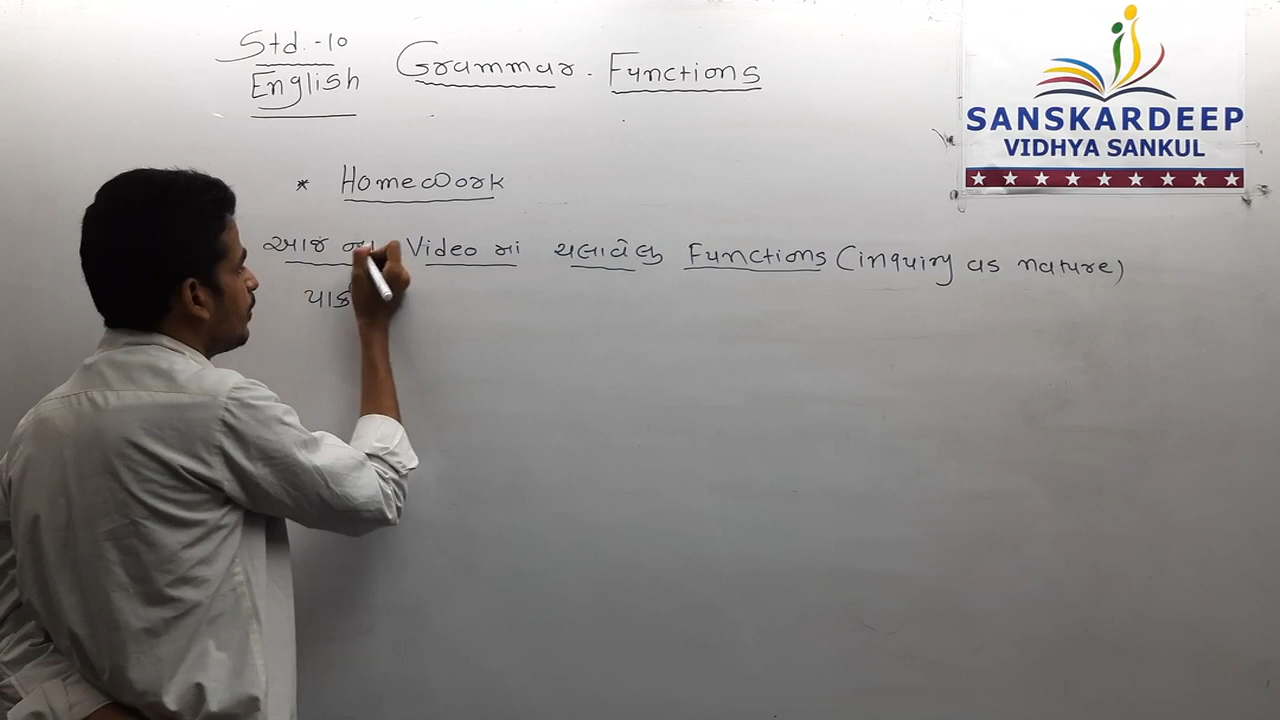 Std.-10
English
Grammar. Functions
SANSKARDEEP
VIDHYA SANKUL
* Homework
આજ ના Video માં ચલાવેલુ Functions (inquiry as nature)